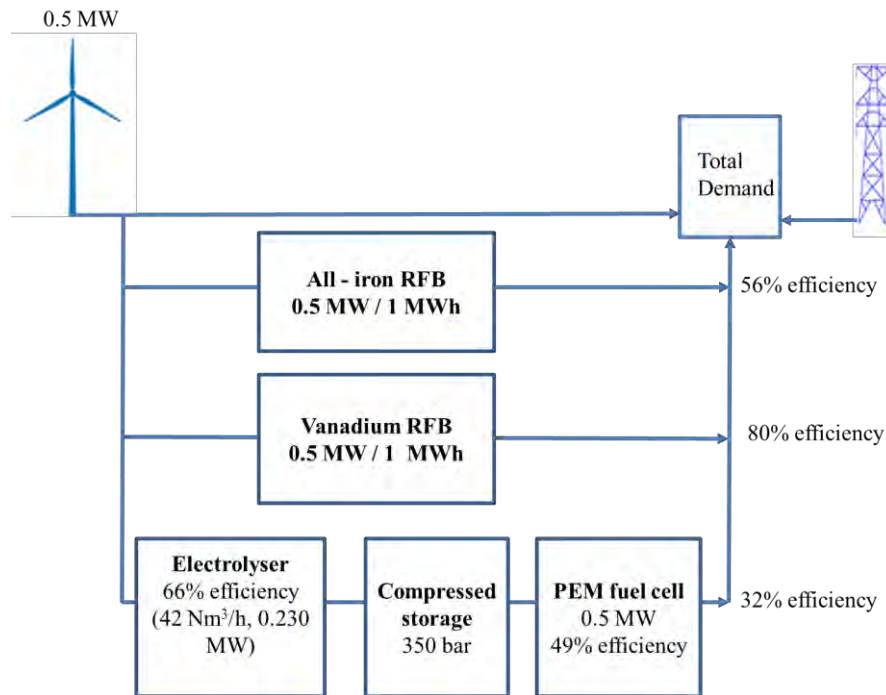 0.5 MW
Total
Demand
All - iron RFB
0.5 MW / 1 MWh
56% efficiency
Vanadium RFB
0.5 MW / 1  MWh
80% efficiency
Electrolyser
66% efficiency
(42 Nm³/h, 0.230
MW)
Compressed
storage
350 bar
PEM fuel cell
0.5 MW
49% efficiency
32% efficiency